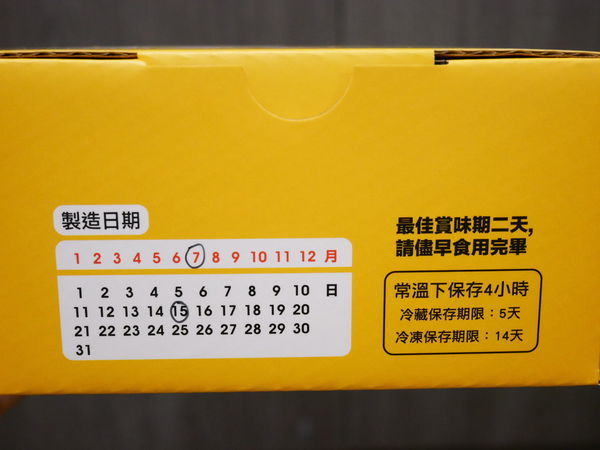 製造日期
1 2 3 4 5 6 7 8 9 10 11 12 月
1 2 3 4 5 6 7 8 9 10 日
11 12 13 14 15 16 17 18 19 20
21 22 23 24 25 26 27 28 29 30
31
最佳賞味期二天,
請儘早食用完畢
常溫下保存4小時
冷藏保存期限：5天
冷凍保存期限：14天